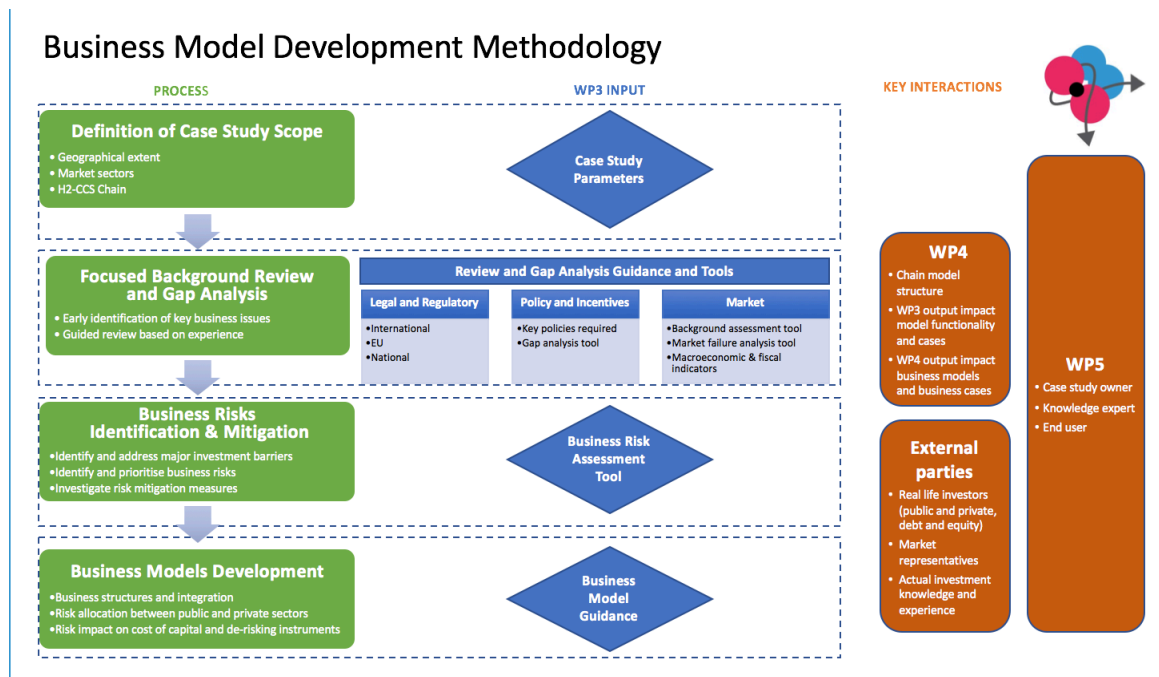 Business Model Development Methodology
PROCESS
WP3 INPUT
KEY INTERACTIONS
Definition of Case Study Scope
• Geographical extent
• Market sectors
• H2-CCS Chain
Case Study
Parameters
Focused Background Review
and Gap Analysis
• Early identification of key business issues
• Guided review based on experience
Review and Gap Analysis Guidance and Tools
Legal and Regulatory
•International
•EU
•National
Policy and Incentives
•Key policies required
•Gap analysis tool
Market
•Background assessment tool
•Market failure analysis tool
•Macroeconomic & fiscal
indicators
Business Risks
Identification & Mitigation
•Identify and address major investment barriers
•Identify and prioritise business risks
•Investigate risk mitigation measures
Business Risk
Assessment
Tool
Business Models Development
•Business structures and integration
•Risk allocation between public and private sectors
•Risk impact on cost of capital and de-risking instruments
Business
Model
Guidance
WP4
• Chain model
structure
• WP3 output impact
model functionality
and cases
• WP4 output impact
business models
and business cases
External
parties
• Real life investors
(public and private,
debt and equity)
• Market
representatives
• Actual investment
knowledge and
experience
WP5
• Case study owner
• Knowledge expert
• End user